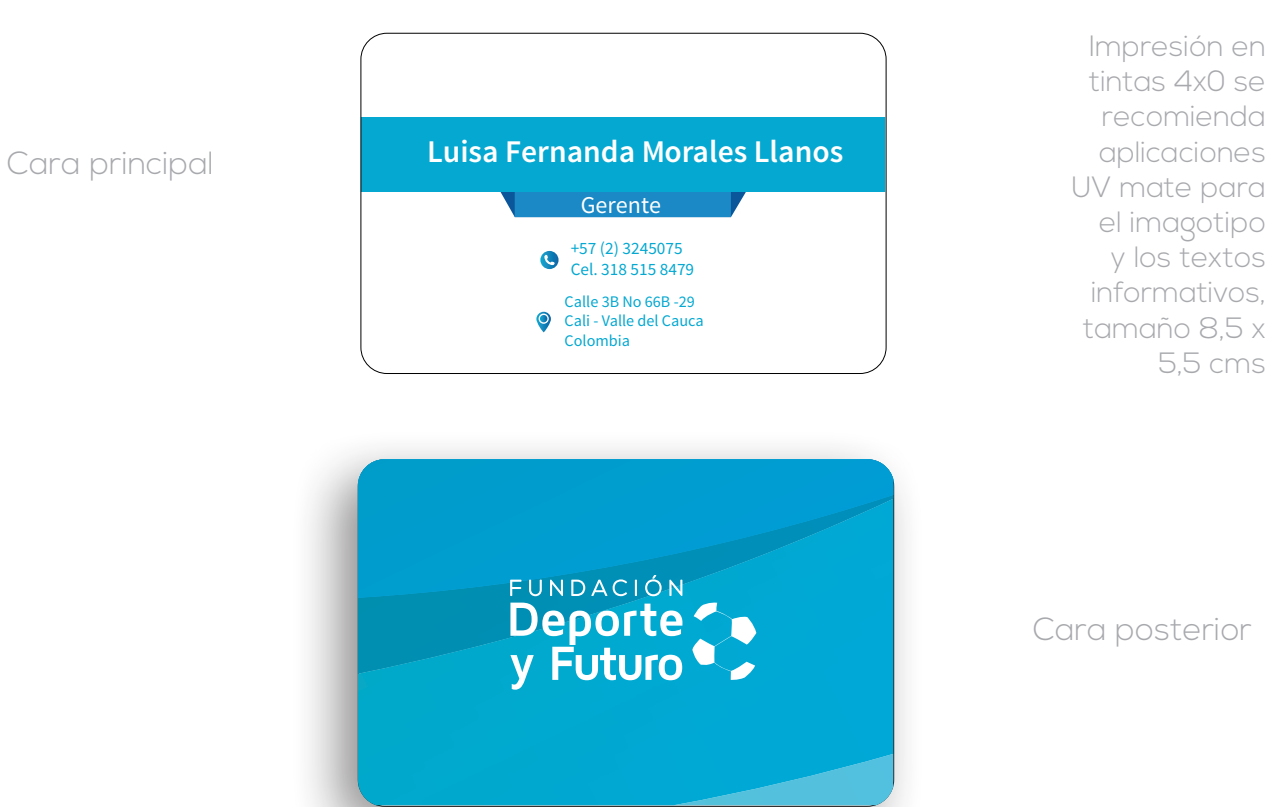 Cara principal
Luisa Fernanda Morales Llanos
Gerente
+57 (2) 3245075
Cel. 318 515 8479
Calle 3B No 66B -29
Cali - Valle del Cauca
Colombia
Impresión en
tintas 4x0 se
recomienda
aplicaciones
UV mate para
el imagotipo
y los textos
informativos,
tamaño 8,5 x
5,5 cms
FUNDACIÓN
Deporte
y Futuro
Cara posterior